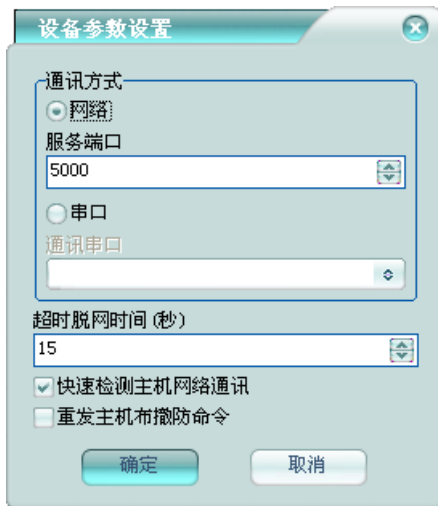 设备参数设置
通讯方式
网络
服务端口
5000
串口
通讯串口
超时脱网时间(秒)
15
快速检测主机网络通讯
重发主机布撤防命令
确定 取消